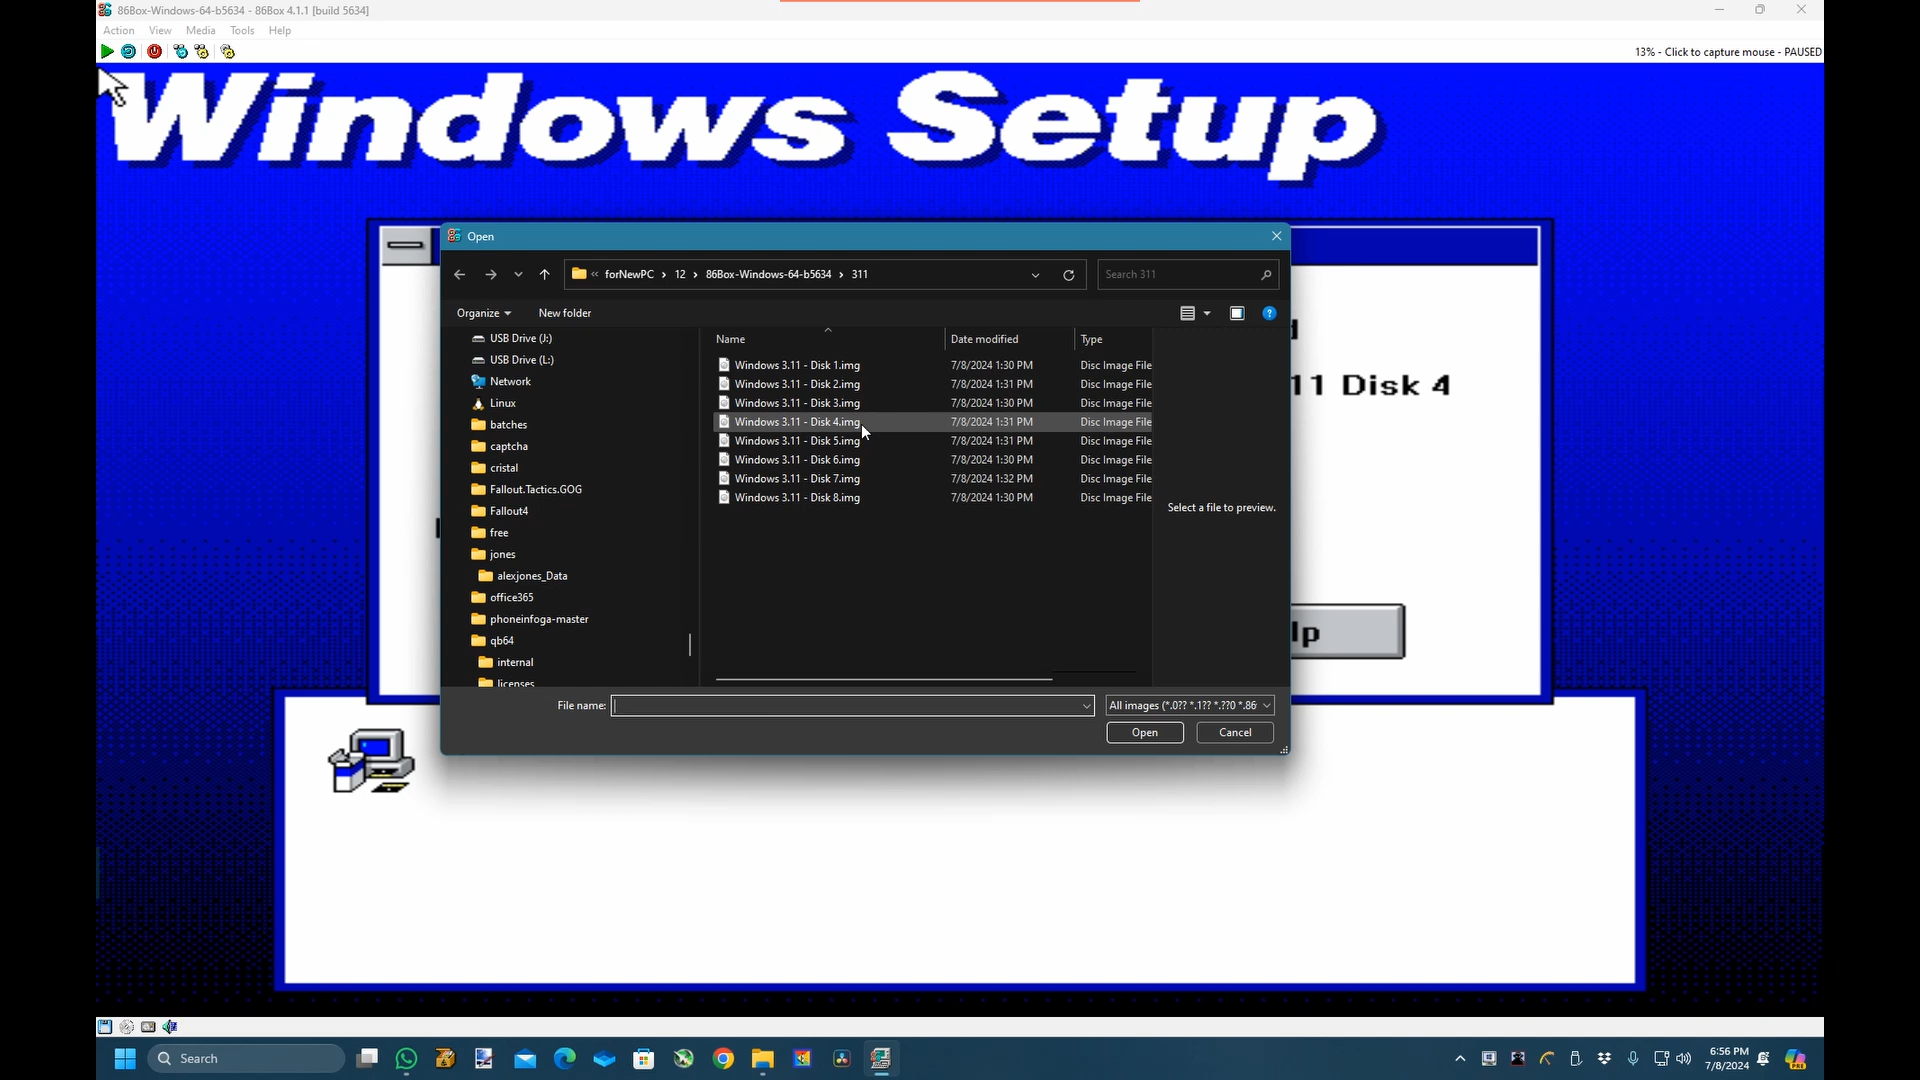 86Box-Windows-64-b5634 - 86Box 4.1.1 [build 5634]
Action View Media Tools Help
13% - Click to capture mouse - PAUSED
Windows Setup
Open
« forNewPC › 12 › 86Box-Windows-64-b5634 › 311
Search 311
Organize New folder
USB Drive (J:)
USB Drive (L:)
Network
Linux
batches
captcha
cristal
Fallout.Tactics.GOG
Fallout4
free
jones
alexjones_Data
office365
phoneinfoga-master
qb64
internal
licenses
Name Date modified Type
Windows 3.11 - Disk 1.img 7/8/2024 1:30 PM Disc Image File
Windows 3.11 - Disk 2.img 7/8/2024 1:31 PM Disc Image File
Windows 3.11 - Disk 3.img 7/8/2024 1:30 PM Disc Image File
Windows 3.11 - Disk 4.img 7/8/2024 1:31 PM Disc Image File
Windows 3.11 - Disk 5.img 7/8/2024 1:31 PM Disc Image File
Windows 3.11 - Disk 6.img 7/8/2024 1:30 PM Disc Image File
Windows 3.11 - Disk 7.img 7/8/2024 1:32 PM Disc Image File
Windows 3.11 - Disk 8.img 7/8/2024 1:30 PM Disc Image File
Select a file to preview.
File name:
All images (*.0?? *.1?? *.??0 *.86
Open Cancel
11 Disk 4
lp
Search
6:56 PM
7/8/2024
PRE